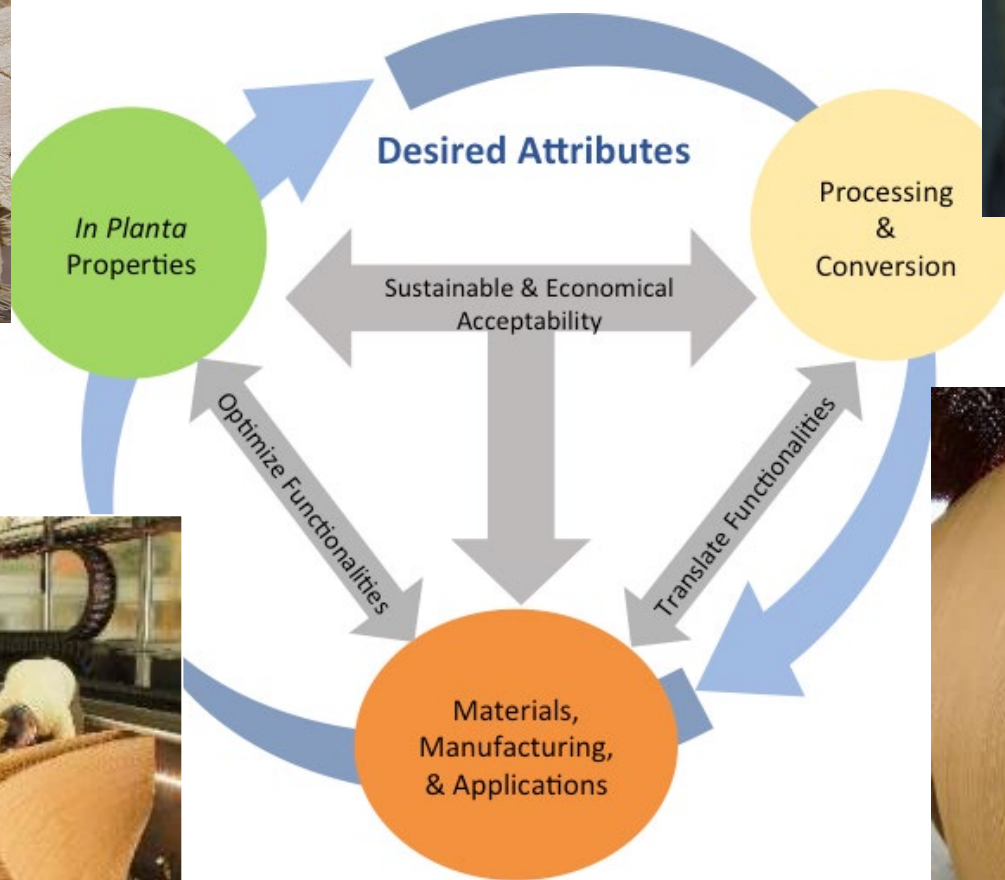 Desired Attributes
In Planta
Properties
Processing
&
Conversion
Sustainable & Economical
Acceptability
Optimize Functionalities
Translate Functionalities
Materials,
Manufacturing,
& Applications